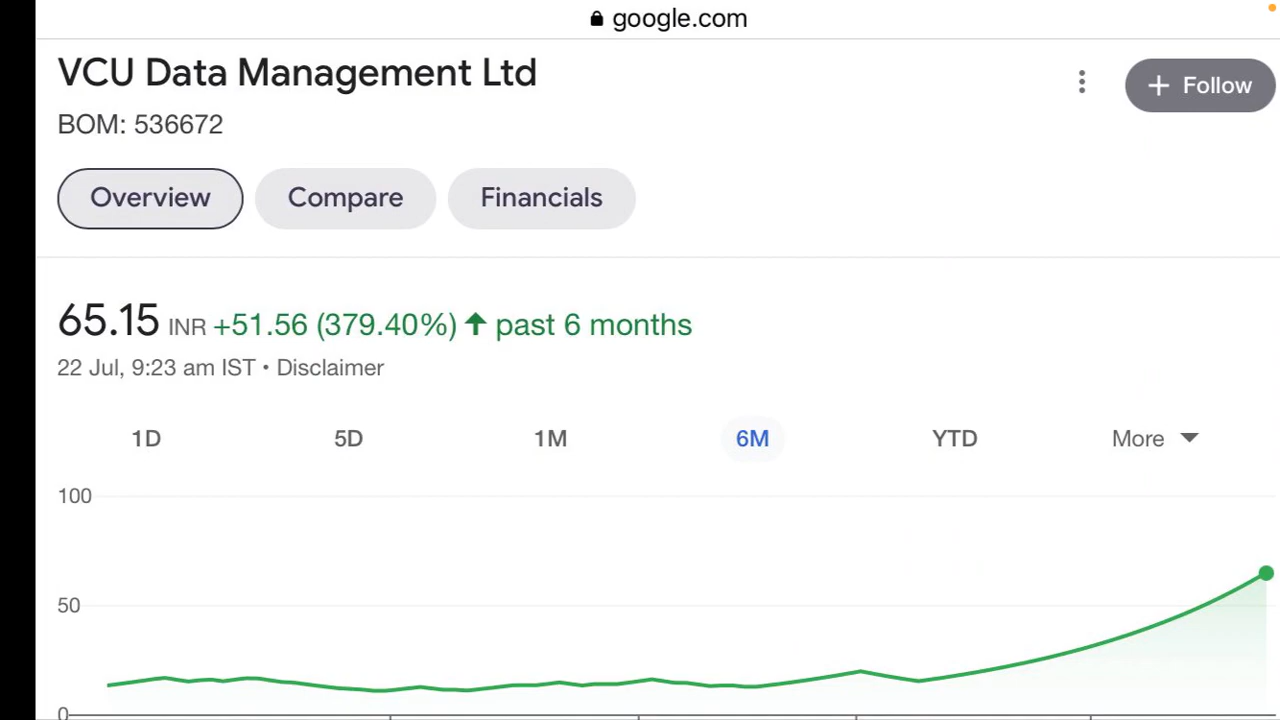 google.com
VCU Data Management Ltd
+ Follow
BOM: 536672
Overview Compare Financials
65.15 INR +51.56 (379.40%) ↑ past 6 months
22 Jul, 9:23 am IST • Disclaimer
1D 5D 1M 6M YTD More
100
50
0